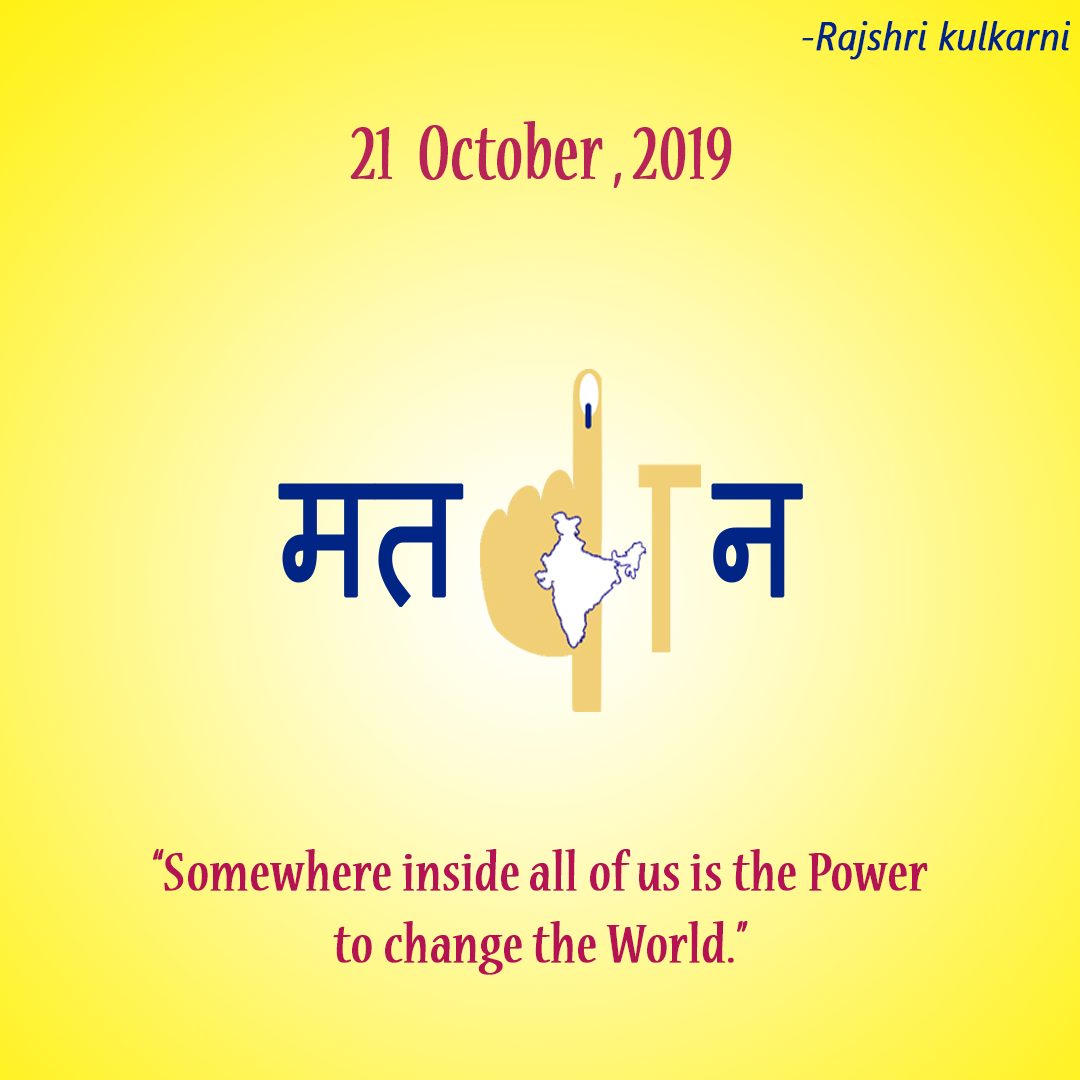 -Rajshri kulkarni
21 October , 2019
मतदान
“Somewhere inside all of us is the Power
to change the World.”